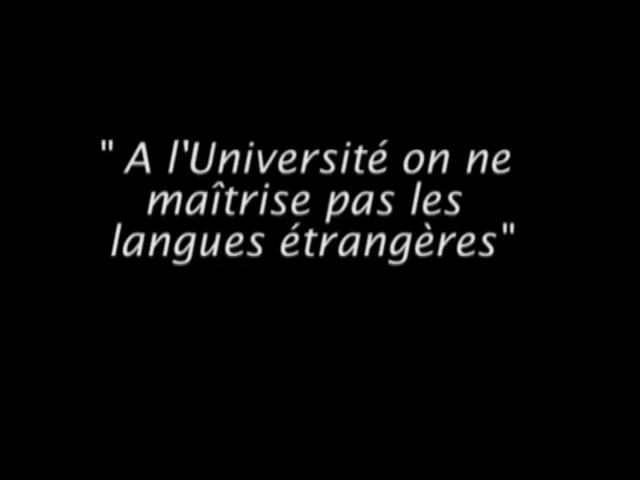 " A l'Université on ne
maîtrise pas les
langues étrangères"